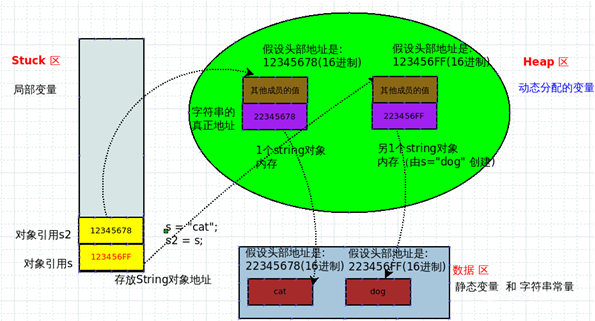 Stuck 区
局部变量
假设头部地址是:
12345678(16进制)
假设头部地址是:
123456FF(16进制)
Heap 区
动态分配的变量
其他成员的值
22345678
其他成员的值
223456FF
字符串的
真正地址
1个string对象
内存
另1个string对象
内存（由s="dog" 创建)
对象引用s2
12345678
对象引用s
123456FF
s = "cat";
s2 = s;
存放String对象地址
假设头部地址是:
22345678(16进制)
假设头部地址是:
223456FF(16进制)
cat
dog
数据 区
静态变量 和 字符串常量